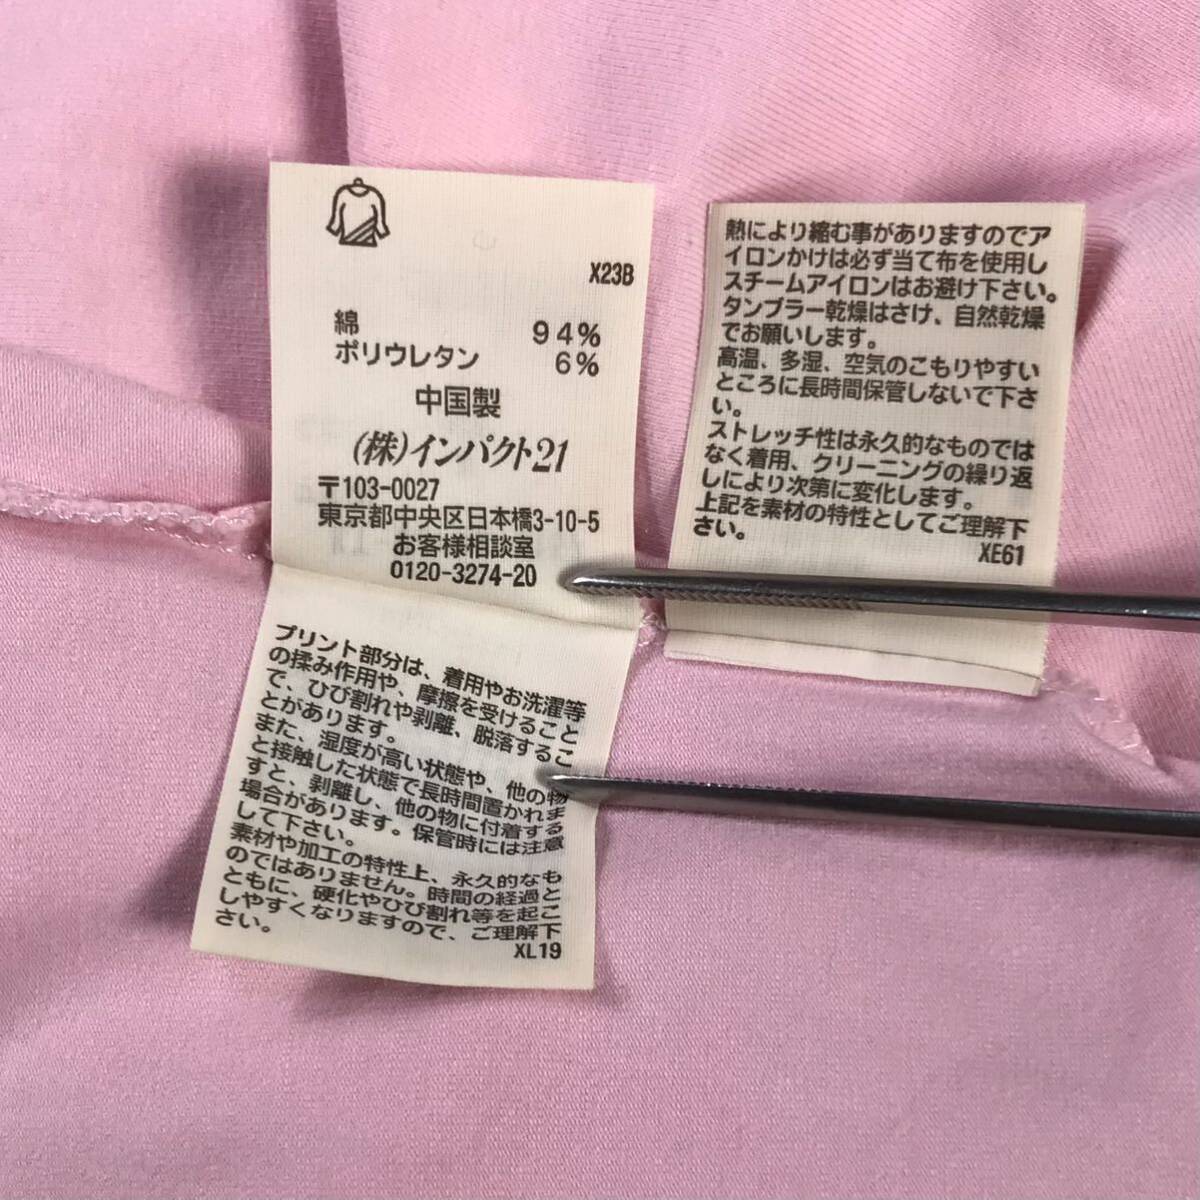 X23B
綿 94%
ポリウレタン 6%
中国製
(株)インパクト21
〒103-0027
東京都中央区日本橋3-10-5
お客様相談室
0120-3274-20
プリント部分は、着用やお洗濯等
の揉み作用や、摩擦を受けること
で、ひび割れや剥離、脱落するこ
とがあります。
また、湿度が高い状態や、他の物
と接触した状態で長時間置かれま
すと、剥離し、他の物に付着する
場合があります。保管時には注意
して下さい。
素材や加工の特性上、永久的なも
のではありません。時間の経過と
ともに、硬化やひび割れ等を起こ
しやすくなりますので、ご理解下
さい。
XL19
熱により縮む事がありますのでア
イロンかけは必ず当て布を使用し
スチームアイロンはお避け下さい。
タンブラー乾燥はさけ、自然乾燥
でお願いします。
高温、多湿、空気のこもりやすい
ところに長時間保管しないで下さ
い。
ストレッチ性は永久的なものでは
なく着用、クリーニングの繰り返
しにより次第に変化します。
上記を素材の特性としてご理解下
さい。
XE61